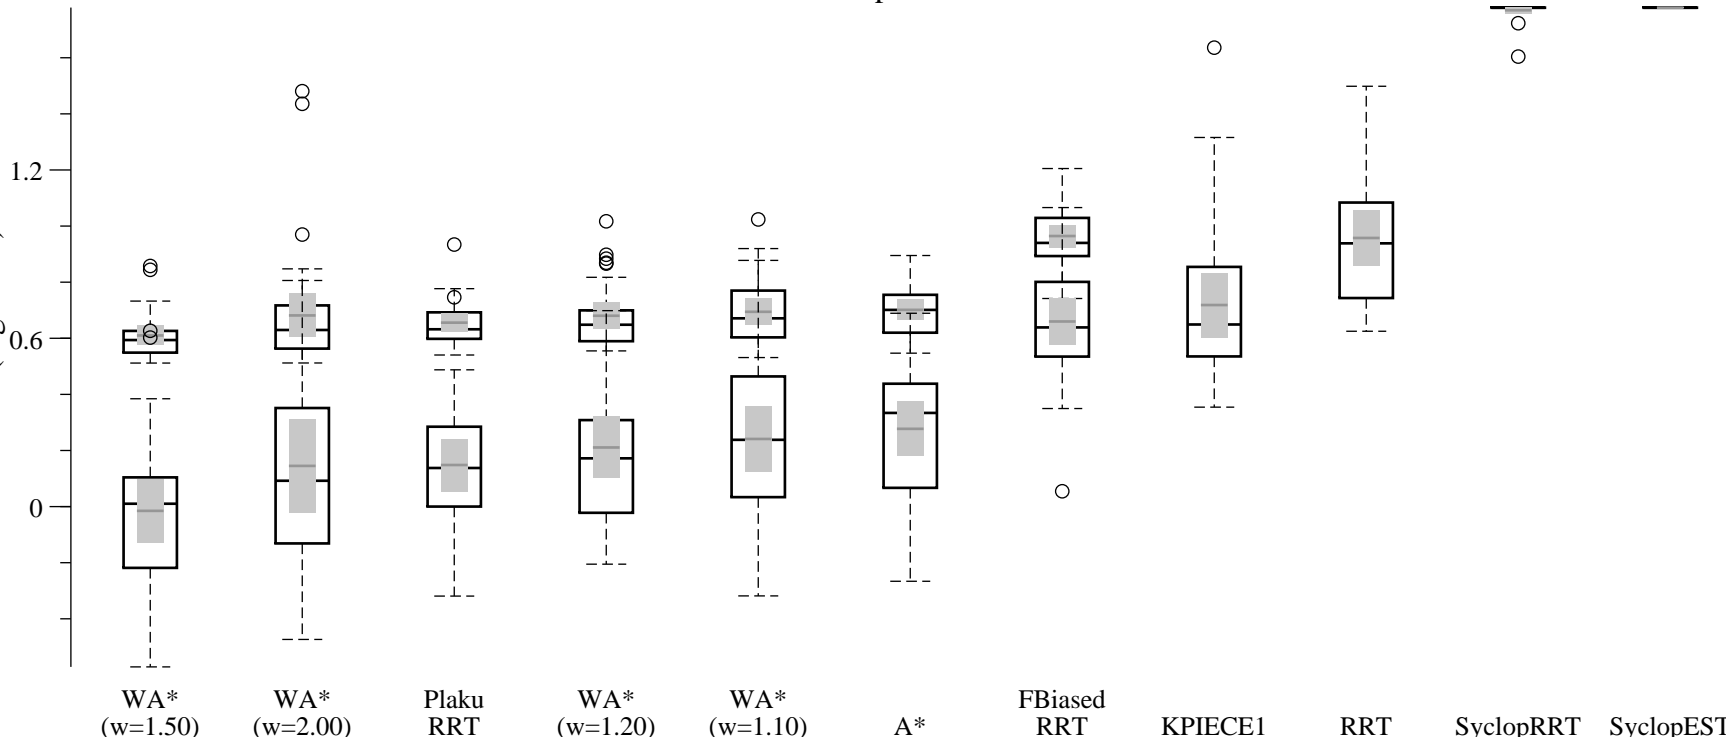 1.2
0.6
0
WA* WA* Plaku WA* WA* FBiased
(w=1.50) (w=2.00) RRT (w=1.20) (w=1.10) A* RRT KPIECE1 RRT SyclopRRT SyclopEST